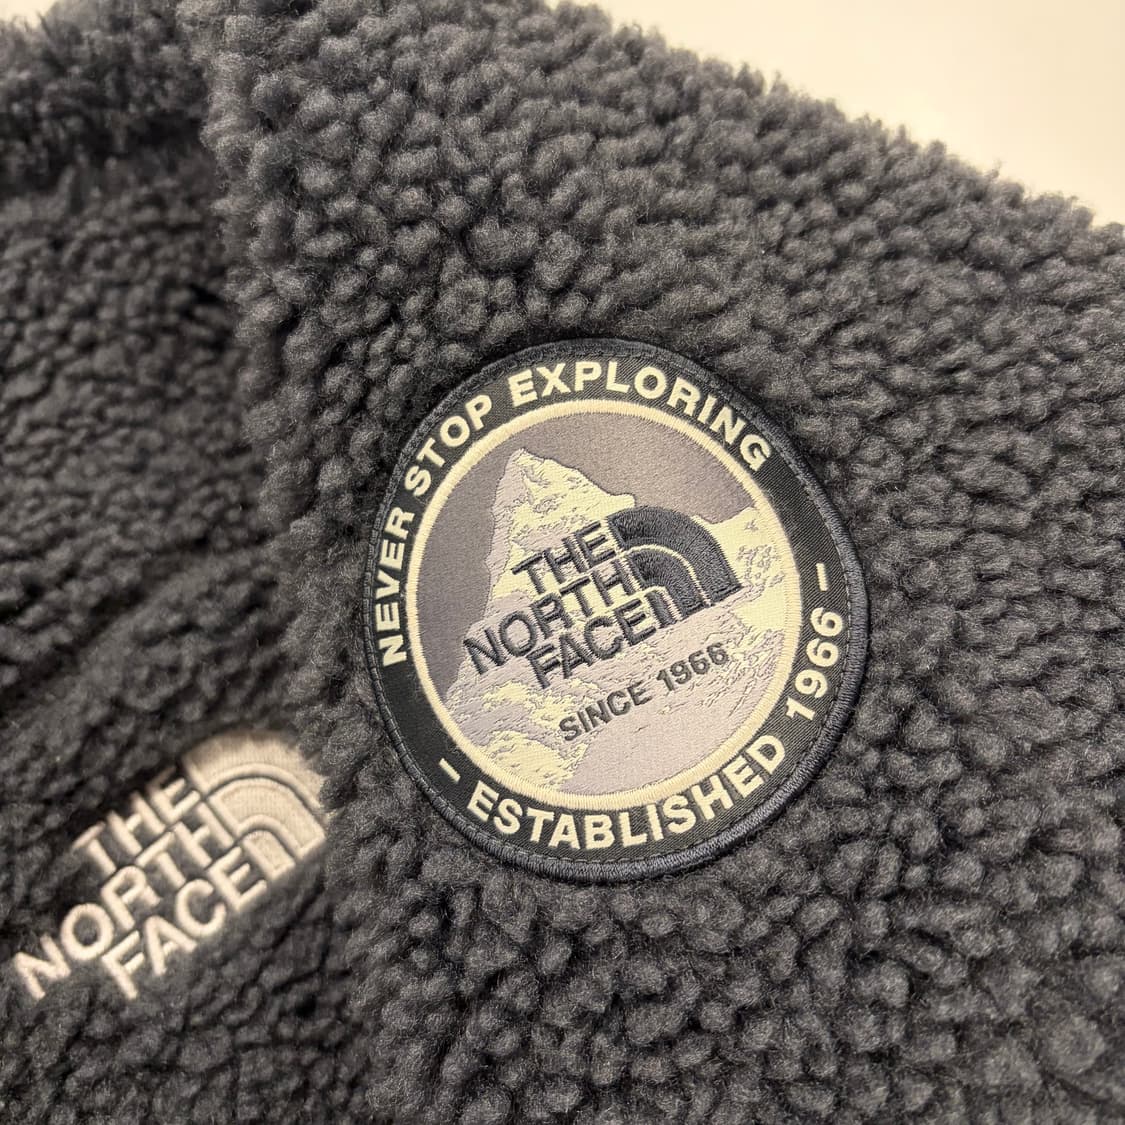 NEVER STOP EXPLORING
THE
NORTH
FACE
SINCE 1966
- ESTABLISHED 1966 -
THE
NORTH
FACE